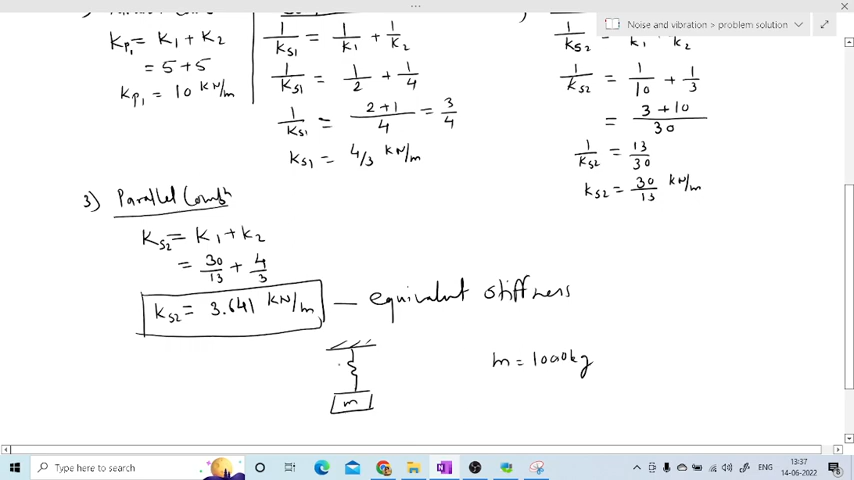 Noise and vibration > problem solution
Kp₁ = K₁ + K₂
= 5 + 5
Kp₁ = 10 KN/m
1/Ks1 = 1/K₁ + 1/K₂
1/Ks1 = 1/2 + 1/4
1/Ks1 = 2+1/4 = 3/4
Ks1 = 4/3 KN/m
1/Ks2 = 1/10 + 1/3
= 3+10/30
1/Ks2 = 13/30
Ks2 = 30/13 KN/m
3) Parallel Combⁿ
Ks2 = K₁ + K₂
= 30/13 + 4/3
Ks2 = 3.641 KN/m — equivalent stiffness
m
m = 1000kg
Type here to search
ENG
13:37
14-06-2022
8